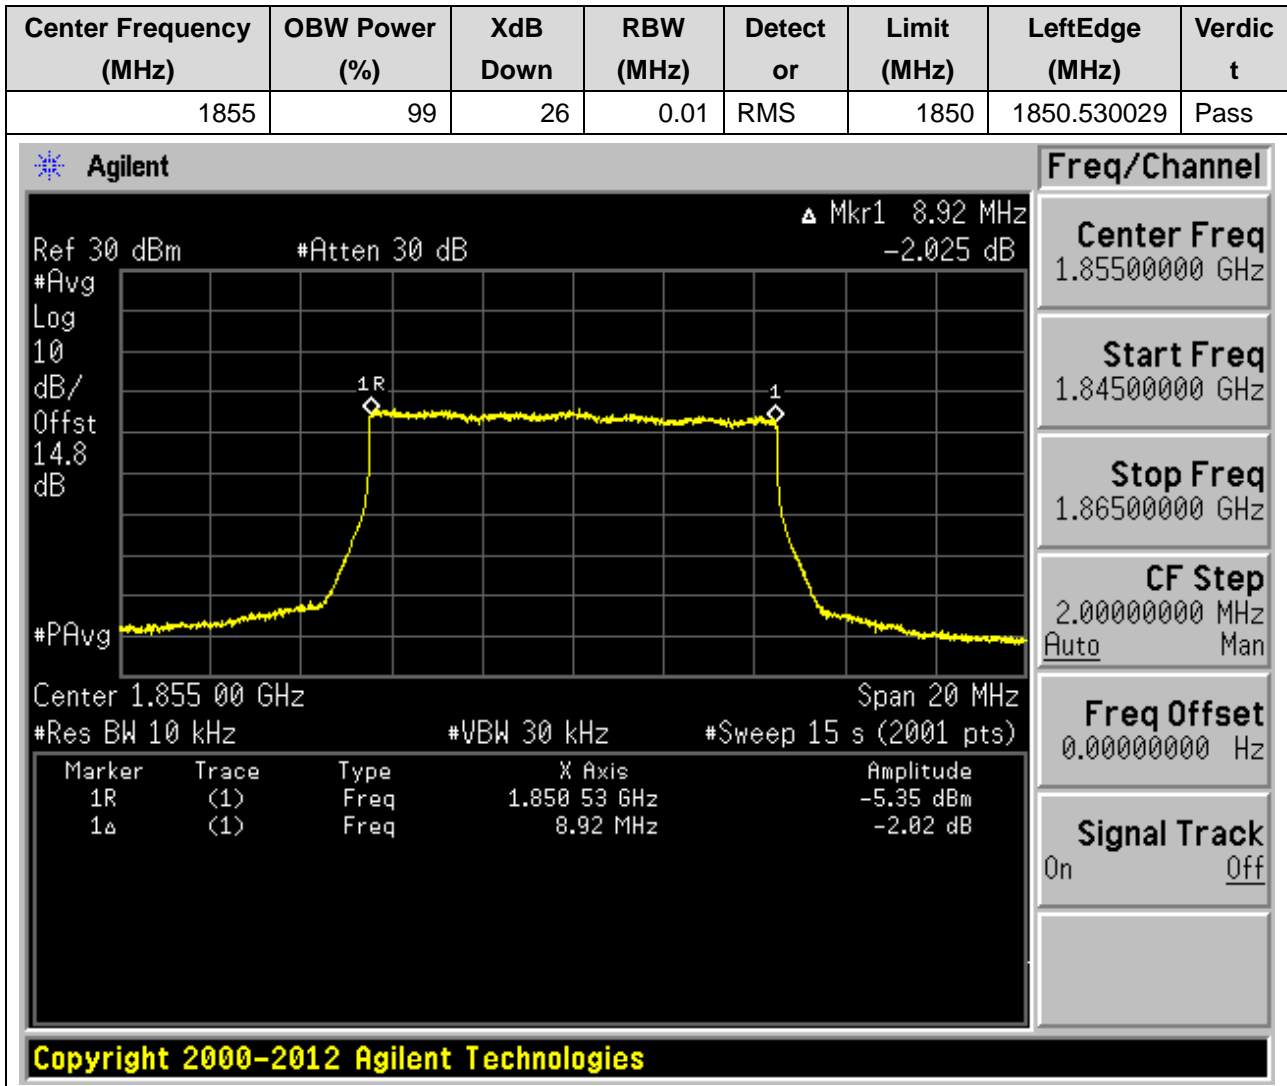 Center Frequency (MHz) OBW Power (%) XdB Down RBW (MHz) Detect or Limit (MHz) LeftEdge (MHz) Verdic t
1855 99 26 0.01 RMS 1850 1850.530029 Pass
Agilent
Freq/Channel
Δ Mkr1 8.92 MHz
Ref 30 dBm #Atten 30 dB -2.025 dB
#Avg
Log
10
dB/
Offst
14.8
dB
#PAvg
1R
1
Center 1.855 00 GHz Span 20 MHz
#Res BW 10 kHz #VBW 30 kHz #Sweep 15 s (2001 pts)
Marker Trace Type X Axis Amplitude
1R (1) Freq 1.850 53 GHz -5.35 dBm
1Δ (1) Freq 8.92 MHz -2.02 dB
Center Freq
1.85500000 GHz
Start Freq
1.84500000 GHz
Stop Freq
1.86500000 GHz
CF Step
2.00000000 MHz
Auto Man
Freq Offset
0.00000000 Hz
Signal Track
On Off
Copyright 2000-2012 Agilent Technologies